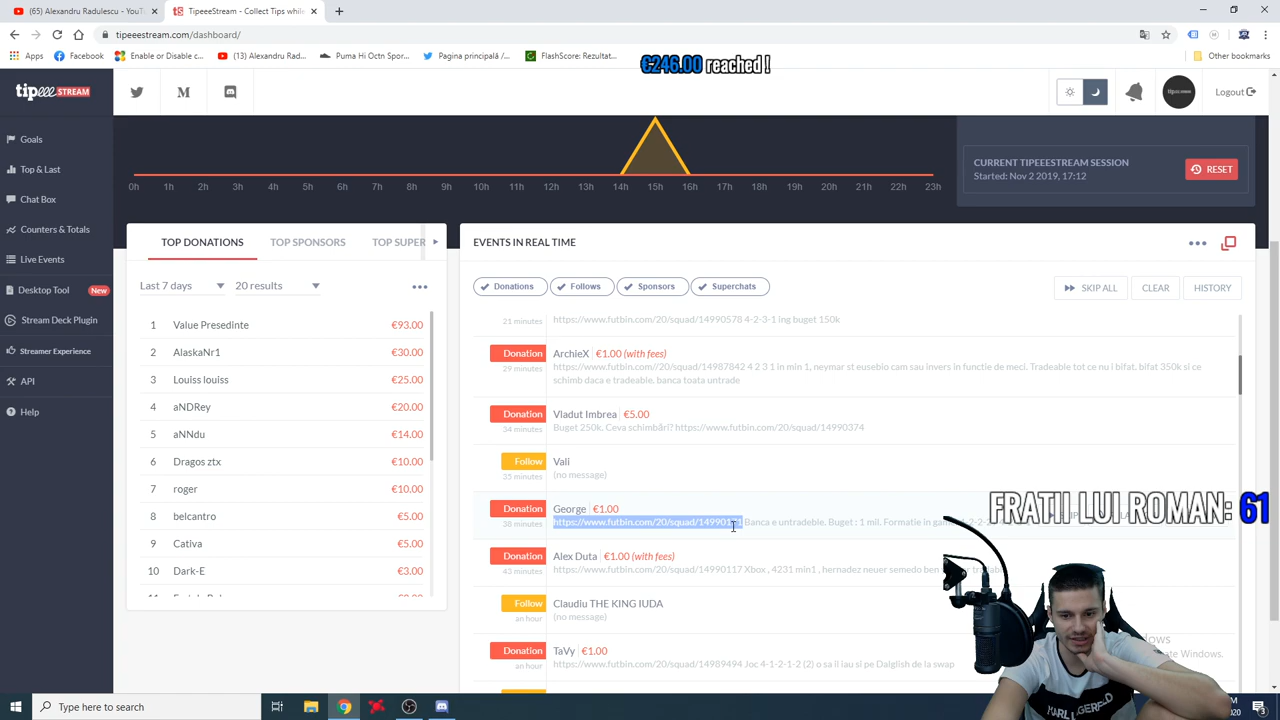 (13) Alexandru Radulescu - YouTu
TipeeeStream - Collect Tips while
tipeeestream.com/dashboard/
Apps
Facebook
Enable or Disable c...
(13) Alexandru Rad...
Puma Hi Octn Spor...
Pagina principală /...
FlashScore: Rezultat...
Other bookmarks
€246.00 reached !
tipeee STREAM
Logout
Goals
Top & Last
Chat Box
Counters & Totals
Live Events
Desktop Tool New
Stream Deck Plugin
Streamer Experience
API
Help
0h 1h 2h 3h 4h 5h 6h 7h 8h 9h 10h 11h 12h 13h 14h 15h 16h 17h 18h 19h 20h 21h 22h 23h
CURRENT TIPEEESTREAM SESSION
Started: Nov 2 2019, 17:12
RESET
TOP DONATIONS TOP SPONSORS TOP SUPER
Last 7 days 20 results
1 Value Presedinte €93.00
2 AlaskaNr1 €30.00
3 Louiss louiss €25.00
4 aNDRey €20.00
5 aNNdu €14.00
6 Dragos ztx €10.00
7 roger €10.00
8 belcantro €5.00
9 Cativa €5.00
10 Dark-E €3.00
EVENTS IN REAL TIME
Donations Follows Sponsors Superchats
SKIP ALL CLEAR HISTORY
21 minutes https://www.futbin.com/20/squad/14990578 4-2-3-1 ing buget 150k
Donation ArchieX €1.00 (with fees)
29 minutes https://www.futbin.com//20/squad/14987842 4 2 3 1 in min 1, neymar st eusebio cam sau invers in functie de meci. Tradeable tot ce nu i bifat, bifat 350k si ce
schimb daca e tradeable, banca toata untrade
Donation Vladut Imbrea €5.00
34 minutes Buget 250k. Ceva schimbări? https://www.futbin.com/20/squad/14990374
Follow Vali
35 minutes (no message)
Donation George €1.00
38 minutes Banca e untradeble. Buget : 1 mil. Formatie in
Donation Alex Duta €1.00 (with fees)
43 minutes https://www.futbin.com/20/squad/14990117 Xbox , 4231 min1 , hernadez neuer semedo
Follow Claudiu THE KING IUDA
an hour (no message)
Donation TaVy €1.00
an hour https://www.futbin.com/20/squad/14989494 Joc 4-1-2-1-2 (2) o sa ii iau si pe Dalglish de la swap
FRATII LUI ROMAN: 61
KARL LAGERFELD
Type here to search